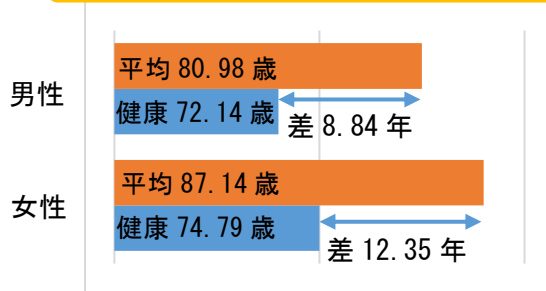 男性
平均 80.98 歳
健康 72.14 歳
差 8.84 年
女性
平均 87.14 歳
健康 74.79 歳
差 12.35 年